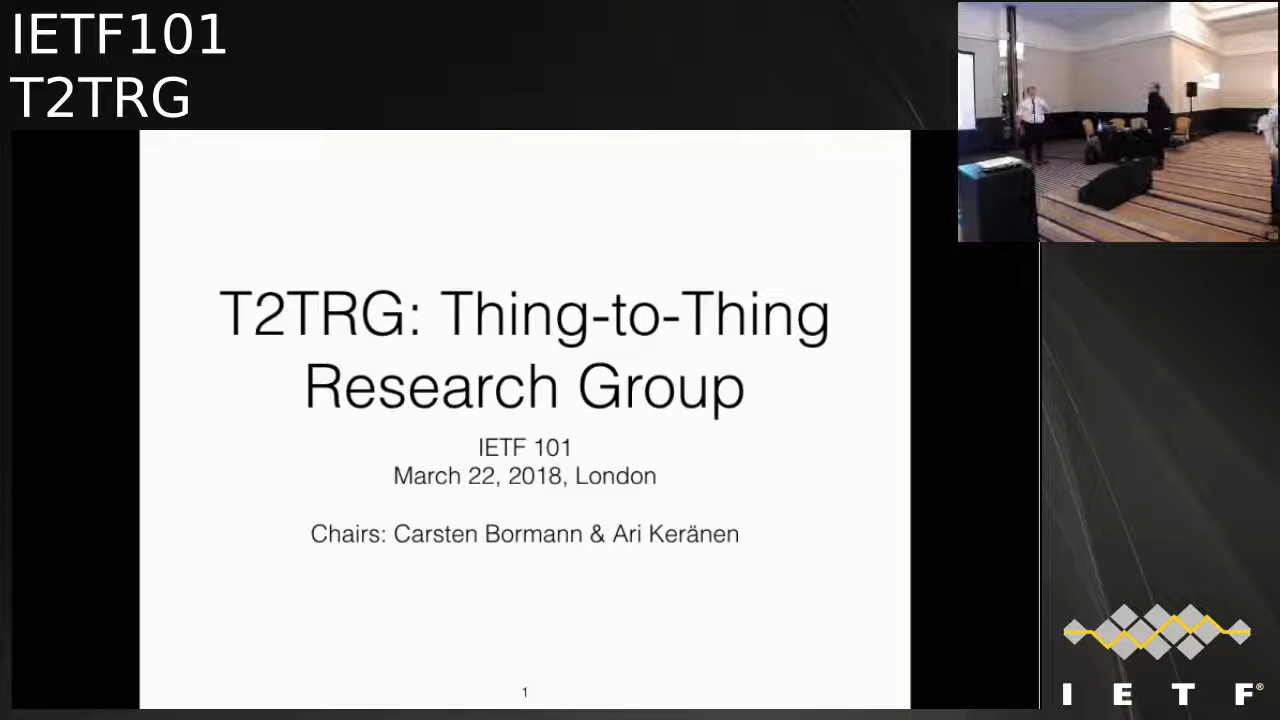 IETF101
T2TRG
T2TRG: Thing-to-Thing
Research Group
IETF 101
March 22, 2018, London
Chairs: Carsten Bormann & Ari Keränen
1
I E T F®